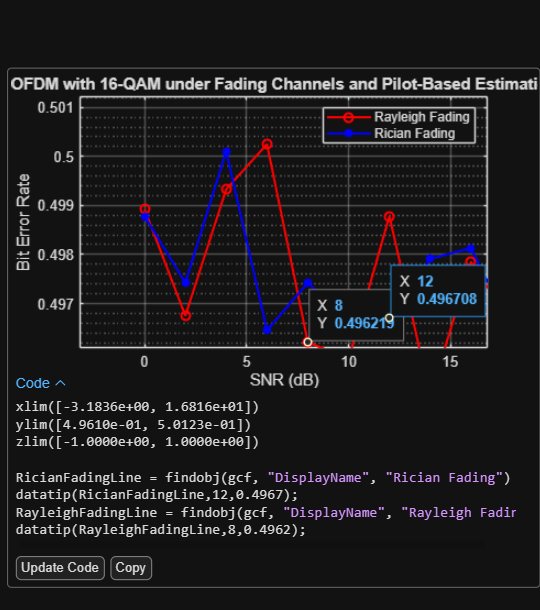 OFDM with 16-QAM under Fading Channels and Pilot-Based Estimati
0.501
0.5
0.499
0.498
0.497
Bit Error Rate
Rayleigh Fading
Rician Fading
X 12
Y 0.496708
X 8
Y 0.496219
0 5 10 15
SNR (dB)
Code
xlim([-3.1836e+00, 1.6816e+01])
ylim([4.9610e-01, 5.0123e-01])
zlim([-1.0000e+00, 1.0000e+00])
RicianFadingLine = findobj(gcf, "DisplayName", "Rician Fading")
datatip(RicianFadingLine,12,0.4967);
RayleighFadingLine = findobj(gcf, "DisplayName", "Rayleigh Fadin
datatip(RayleighFadingLine,8,0.4962);
Update Code Copy